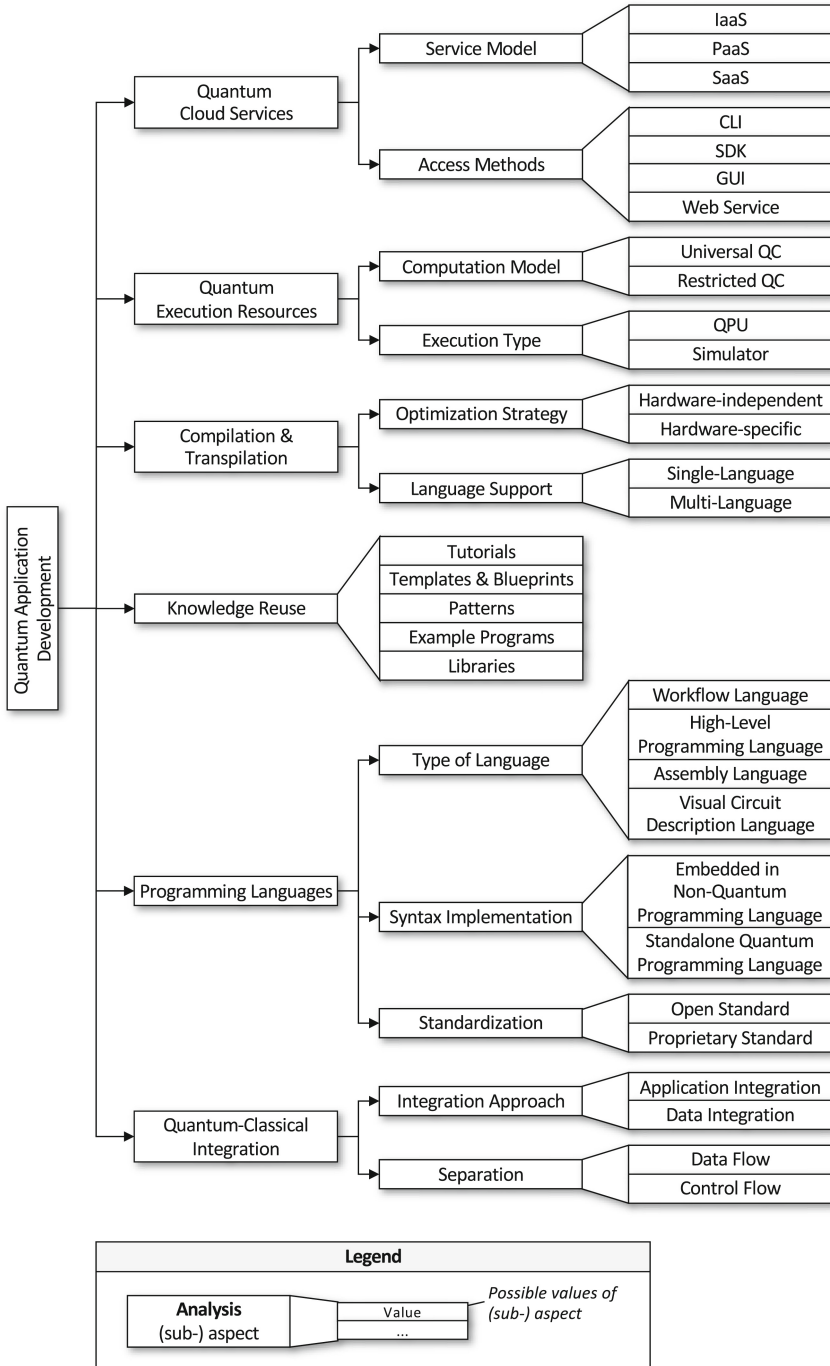 Quantum Application
Development
Quantum
Cloud Services
Service Model
IaaS
PaaS
SaaS
Access Methods
CLI
SDK
GUI
Web Service
Quantum
Execution Resources
Computation Model
Universal QC
Restricted QC
Execution Type
QPU
Simulator
Compilation &
Transpilation
Optimization Strategy
Hardware-independent
Hardware-specific
Language Support
Single-Language
Multi-Language
Knowledge Reuse
Tutorials
Templates & Blueprints
Patterns
Example Programs
Libraries
Programming Languages
Type of Language
Workflow Language
High-Level
Programming Language
Assembly Language
Visual Circuit
Description Language
Syntax Implementation
Embedded in
Non-Quantum
Programming Language
Standalone Quantum
Programming Language
Standardization
Open Standard
Proprietary Standard
Quantum-Classical
Integration
Integration Approach
Application Integration
Data Integration
Separation
Data Flow
Control Flow
Legend
Analysis
(sub-) aspect
Value
...
Possible values of
(sub-) aspect